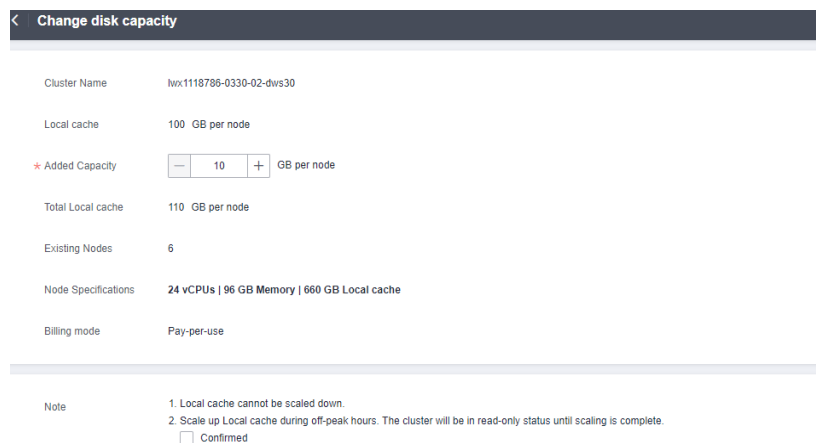 Change disk capacity
Cluster Name lwx1118786-0330-02-dws30
Local cache 100 GB per node
* Added Capacity − 10 + GB per node
Total Local cache 110 GB per node
Existing Nodes 6
Node Specifications 24 vCPUs | 96 GB Memory | 660 GB Local cache
Billing mode Pay-per-use
Note 1. Local cache cannot be scaled down.
2. Scale up Local cache during off-peak hours. The cluster will be in read-only status until scaling is complete.
Confirmed